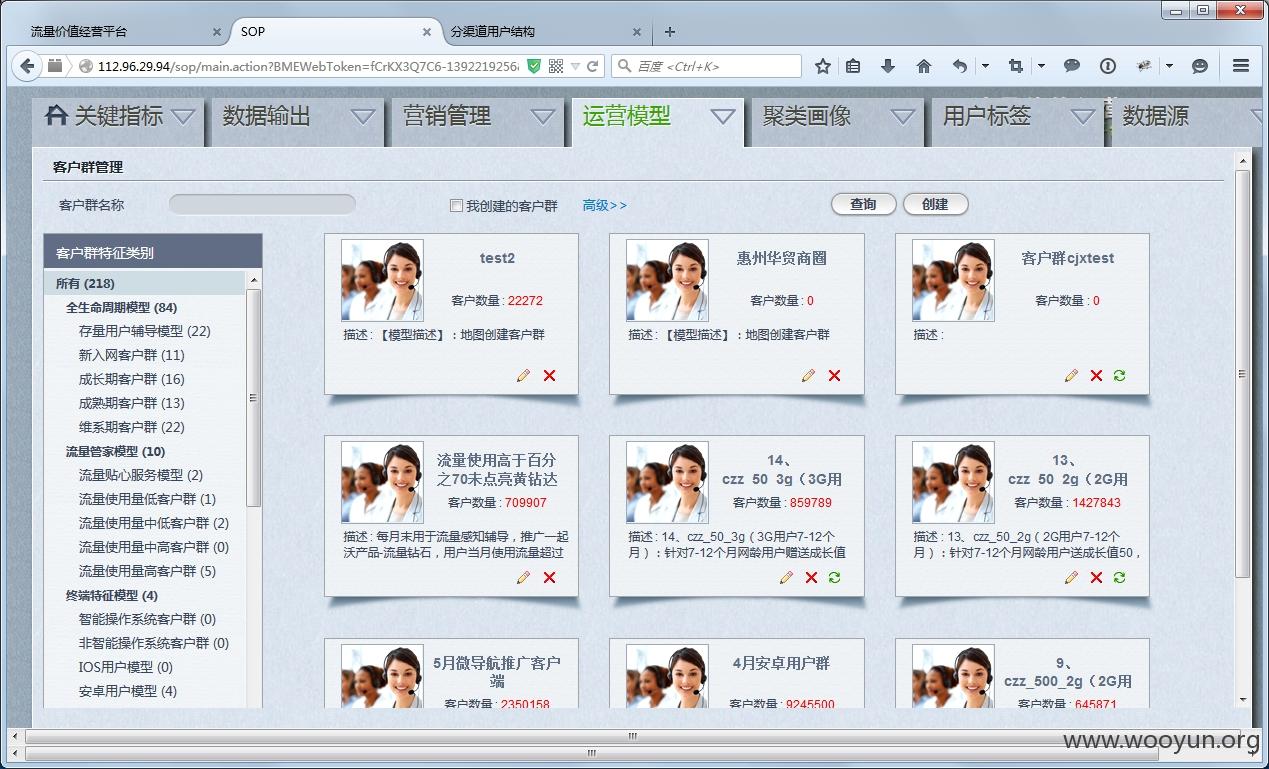 流量价值经营平台
SOP
分渠道用户结构
112.96.29.94/sop/main.action?BMEWebToken=fCrKX3Q7C6-1392219256
百度 <Ctrl+K>
关键指标
数据输出
营销管理
运营模型
聚类画像
用户标签
数据源
客户群管理
客户群名称
我创建的客户群
高级>>
查询
创建
客户群特征类别
所有 (218)
全生命周期模型 (84)
存量用户辅导模型 (22)
新入网客户群 (11)
成长期客户群 (16)
成熟期客户群 (13)
维系期客户群 (22)
流量管家模型 (10)
流量贴心服务模型 (2)
流量使用量低客户群 (1)
流量使用量中低客户群 (2)
流量使用量中高客户群 (0)
流量使用量高客户群 (5)
终端特征模型 (4)
智能操作系统客户群 (0)
非智能操作系统客户群 (0)
IOS用户模型 (0)
安卓用户模型 (4)
test2
客户数量 : 22272
描述 : 【模型描述】：地图创建客户群
惠州华贸商圈
客户数量 : 0
描述 : 【模型描述】：地图创建客户群
客户群cjxtest
客户数量 : 0
描述 :
流量使用高于百分
之70未点亮黄钻达
客户数量 : 709907
描述 : 每月末用于流量感知辅导，推广一起
沃产品-流量钻石，用户当月使用流量超过
14、
czz_50_3g（3G用
客户数量 : 859789
描述 : 14、czz_50_3g（3G用户7-12个
月）：针对7-12个月网龄用户赠送成长值
13、
czz_50_2g（2G用
客户数量 : 1427843
描述 : 13、czz_50_2g（2G用户7-12个
月）：针对7-12个月网龄用户送成长值50，
5月微导航推广客户
端
客户数量 : 2350158
4月安卓用户群
客户数量 : 9245500
9、
czz_500_2g（2G用
客户数量 : 645871
www.wooyun.org